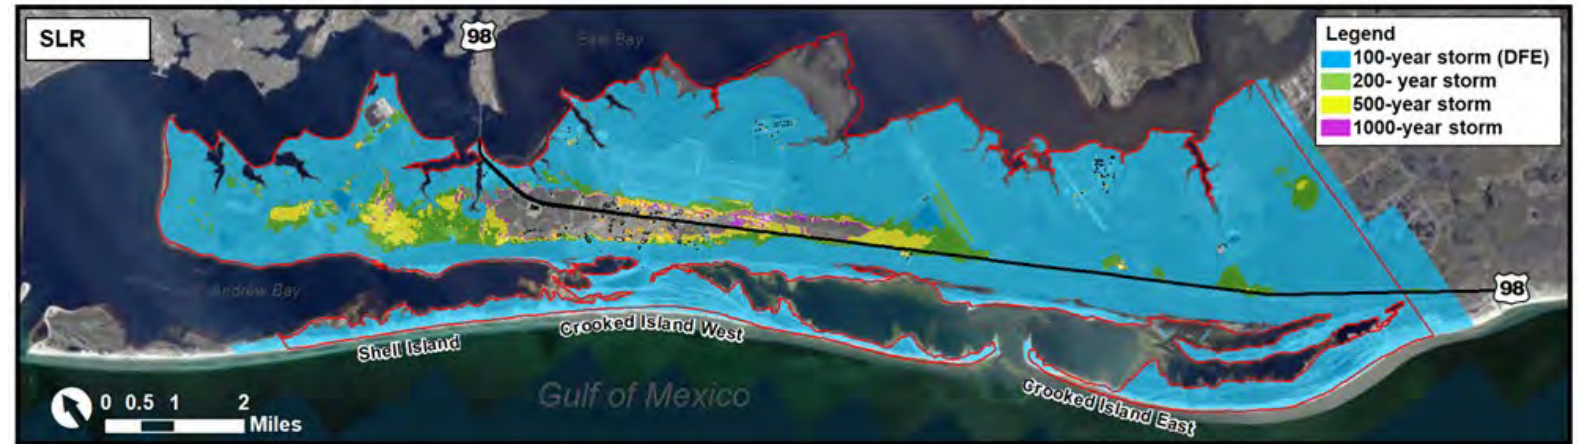 SLR
98
East Bay
Legend
100-year storm (DFE)
200- year storm
500-year storm
1000-year storm
Andrew Bay
98
Shell Island
Crooked Island West
Crooked Island East
Gulf of Mexico
0 0.5 1 2
Miles